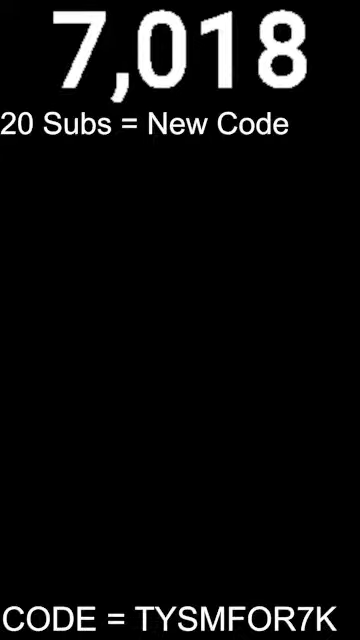 7,018
20 Subs = New Code
CODE = TYSMFOR7K